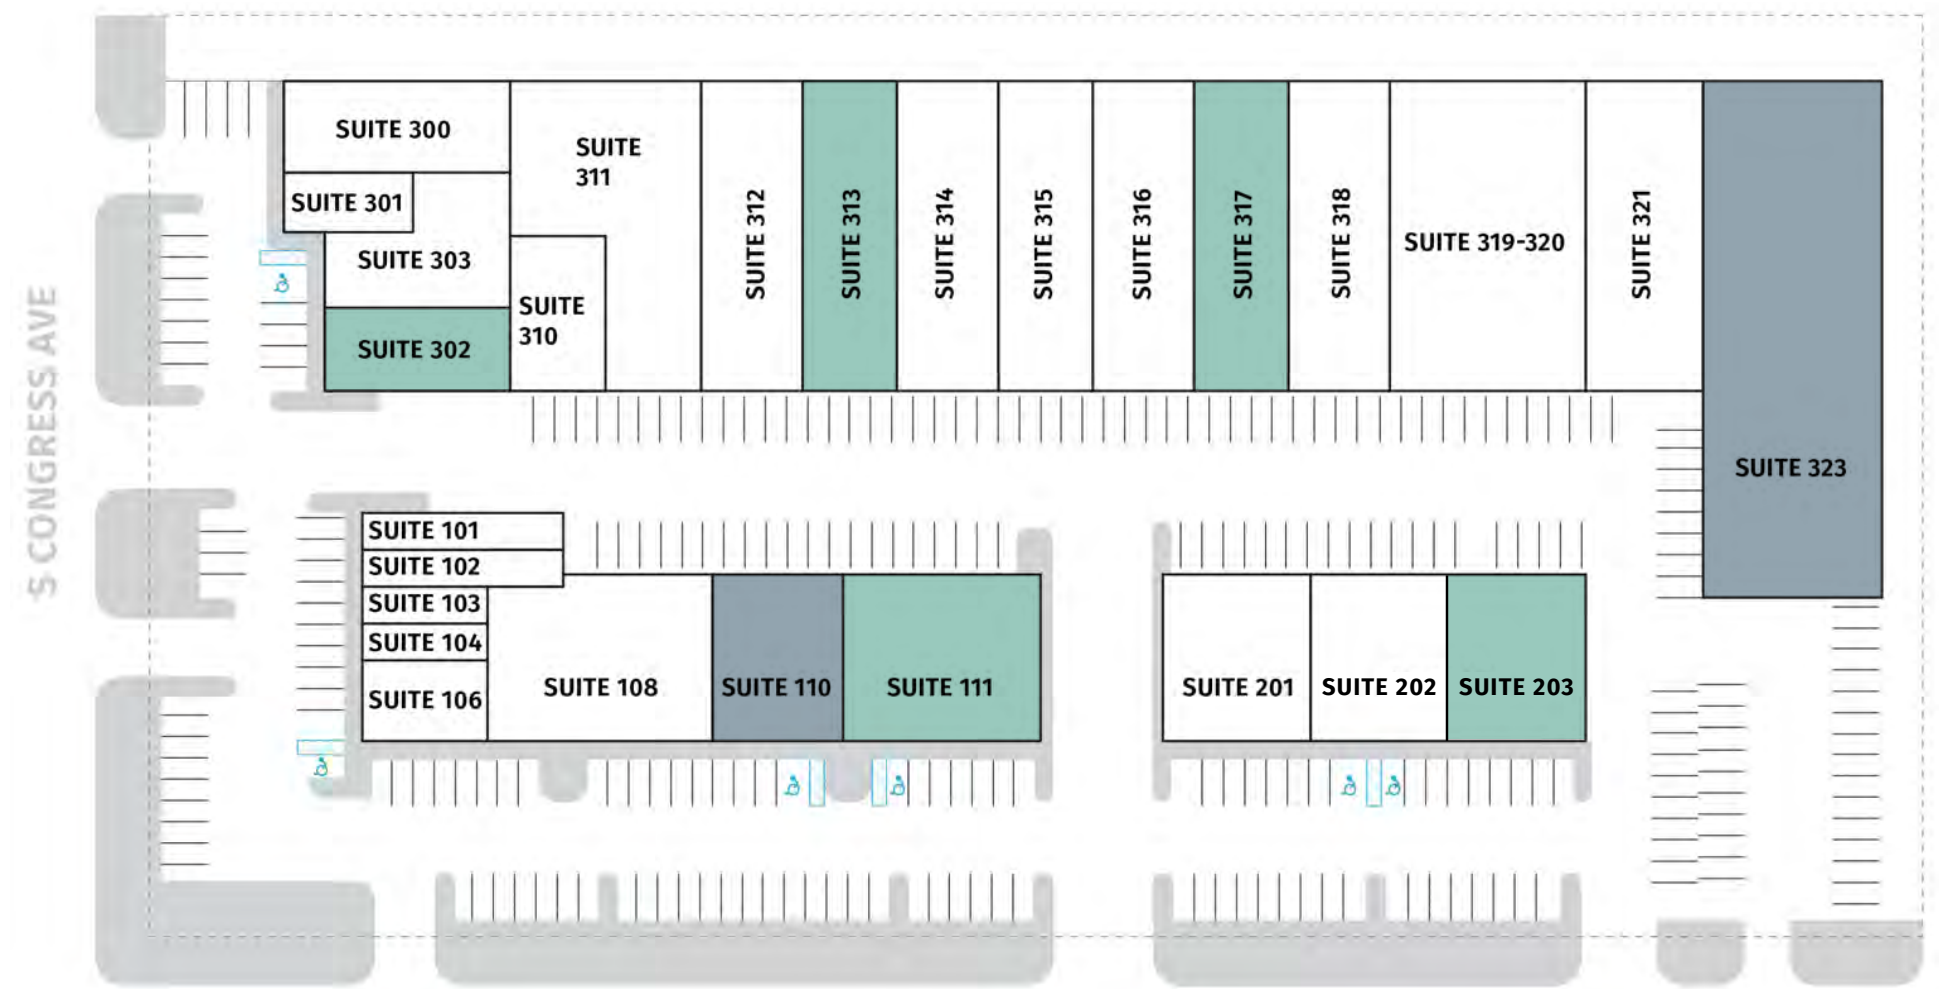 S CONGRESS AVE
SUITE 300
SUITE 301
SUITE 303
SUITE 302
SUITE
311
SUITE
310
SUITE 312
SUITE 313
SUITE 314
SUITE 315
SUITE 316
SUITE 317
SUITE 318
SUITE 319-320
SUITE 321
SUITE 323
SUITE 101
SUITE 102
SUITE 103
SUITE 104
SUITE 106
SUITE 108
SUITE 110
SUITE 111
SUITE 201
SUITE 202
SUITE 203